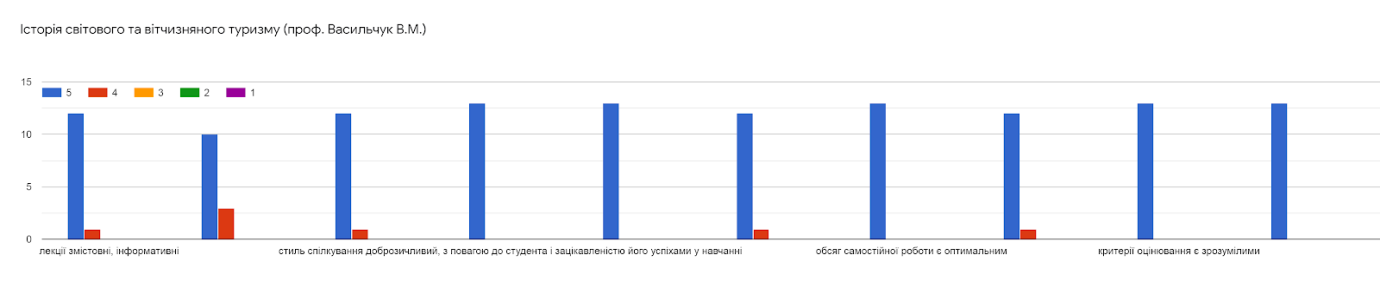 Історія світового та вітчизняного туризму (проф. Васильчук В.М.)
15
5 4 3 2 1
10
5
0
лекції змістовні, інформативні стиль спілкування доброзичливий, з повагою до студента і зацікавленістю його успіхами у навчанні обсяг самостійної роботи є оптимальним критерії оцінювання є зрозумілими